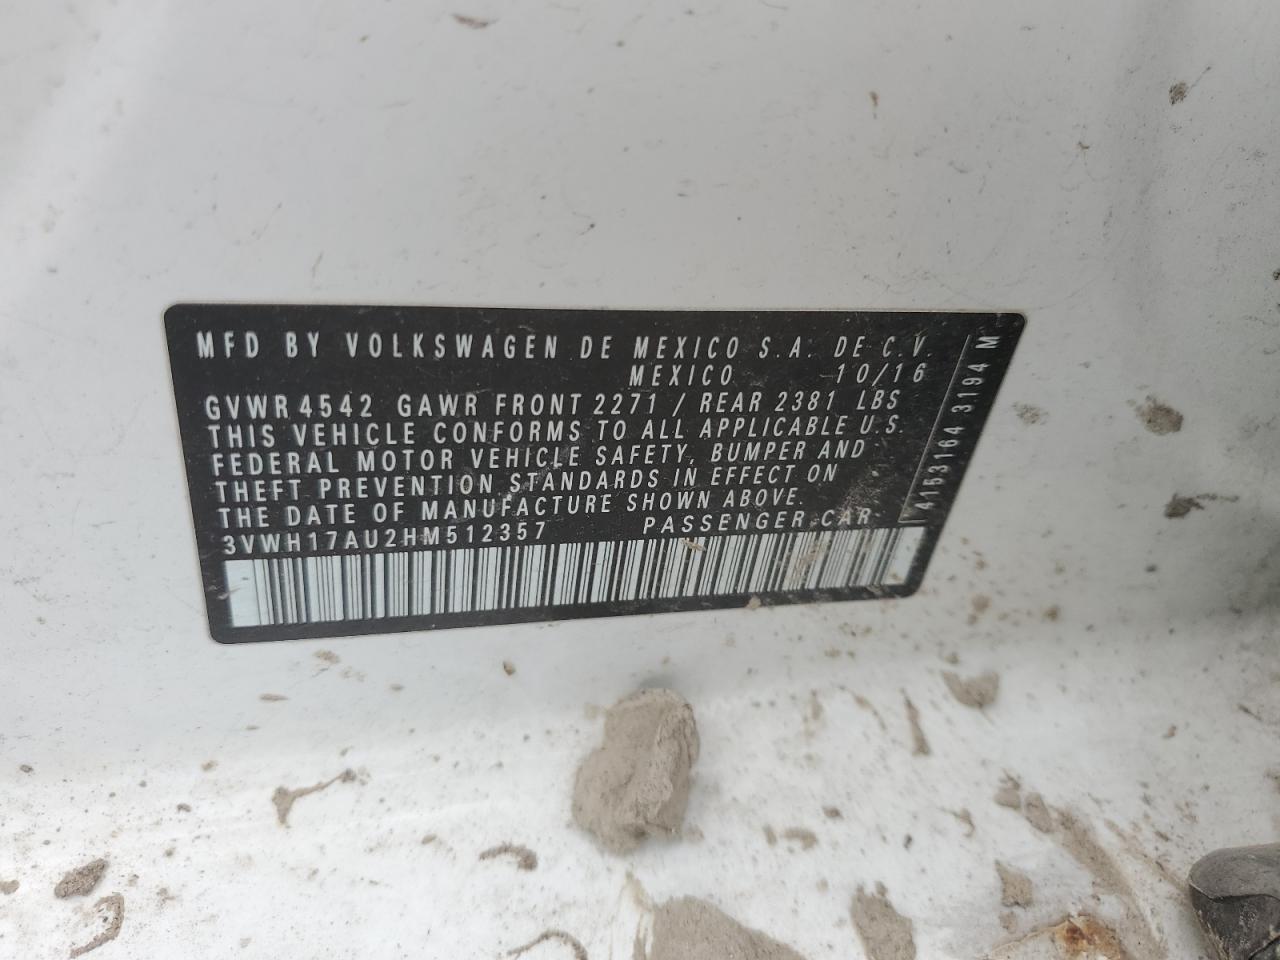 MFD BY VOLKSWAGEN DE MEXICO S.A. DE C.V.
MEXICO 10/16
GVWR 4542 GAWR FRONT 2271 / REAR 2381 LBS
THIS VEHICLE CONFORMS TO ALL APPLICABLE U.S.
FEDERAL MOTOR VEHICLE SAFETY, BUMPER AND
THEFT PREVENTION STANDARDS IN EFFECT ON
THE DATE OF MANUFACTURE SHOWN ABOVE.
3VWH17AU2HM512357 PASSENGER CAR
4153164 3194 M